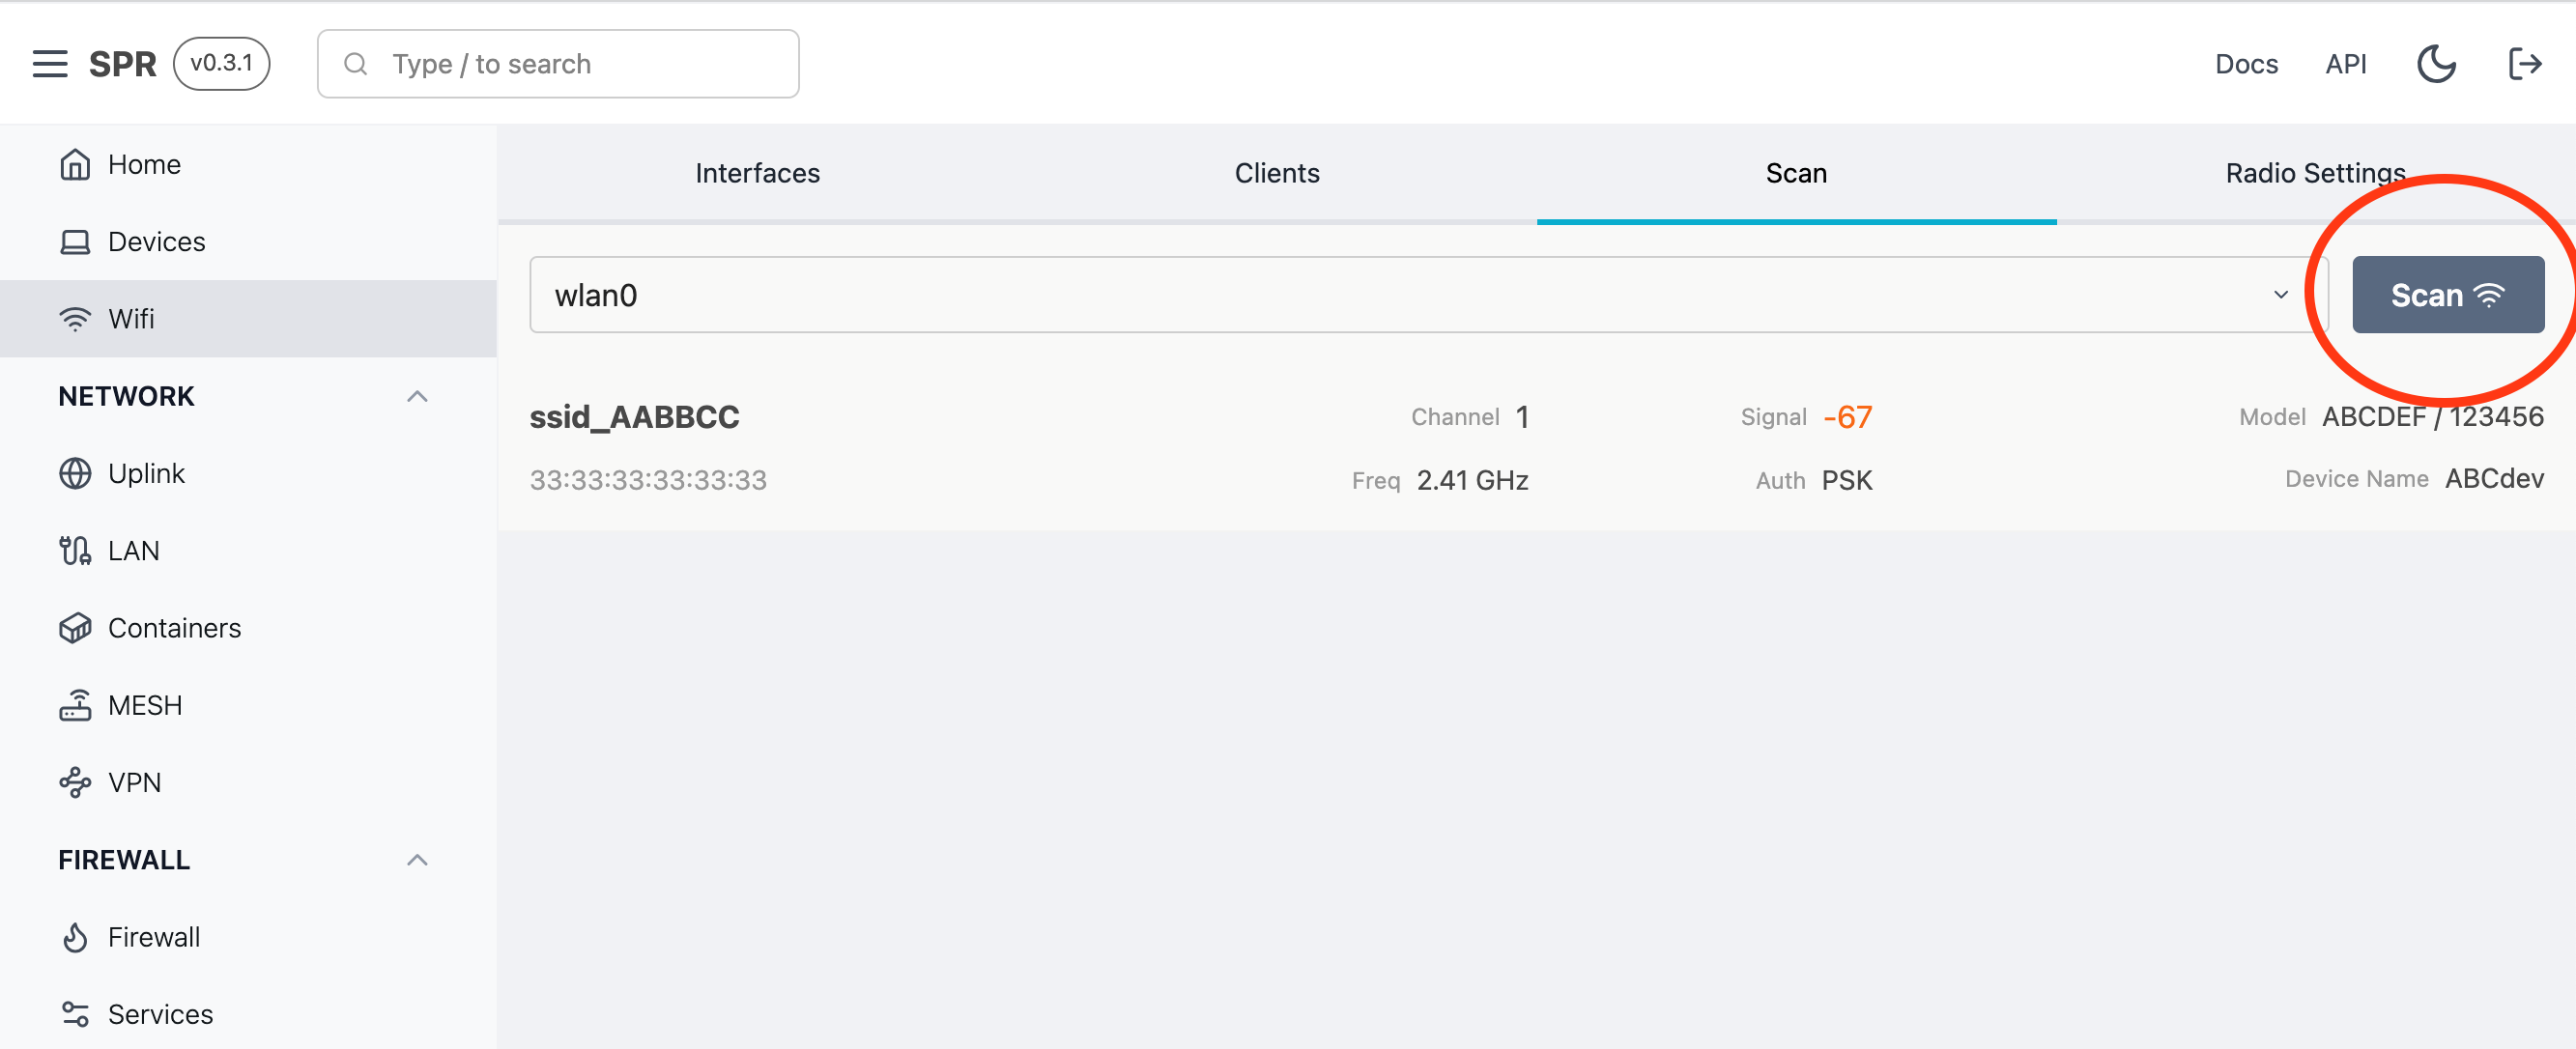 SPR v0.3.1 Type / to search Docs API
Home
Devices
Wifi
NETWORK
Uplink
LAN
Containers
MESH
VPN
FIREWALL
Firewall
Services
Interfaces Clients Scan Radio Settings
wlan0 Scan
ssid_AABBCC Channel 1 Signal -67 Model ABCDEF / 123456
33:33:33:33:33:33 Freq 2.41 GHz Auth PSK Device Name ABCdev